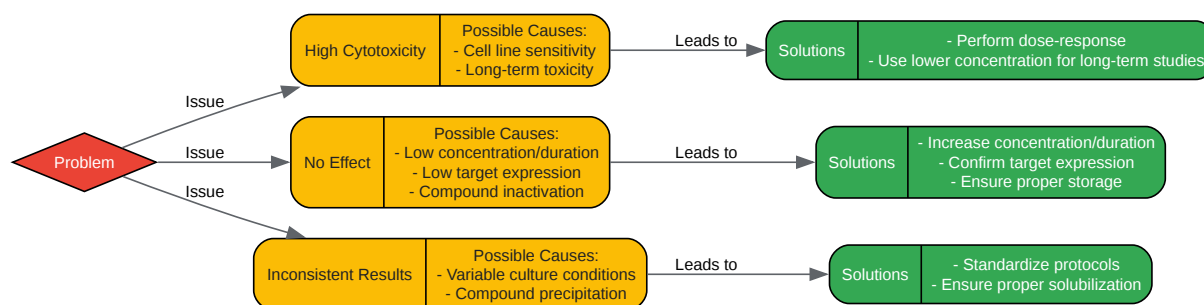 Problem
Issue
High Cytotoxicity
Possible Causes:
- Cell line sensitivity
- Long-term toxicity
Leads to
Solutions
- Perform dose-response
- Use lower concentration for long-term studies
Issue
No Effect
Possible Causes:
- Low concentration/duration
- Low target expression
- Compound inactivation
Leads to
Solutions
- Increase concentration/duration
- Confirm target expression
- Ensure proper storage
Issue
Inconsistent Results
Possible Causes:
- Variable culture conditions
- Compound precipitation
Leads to
Solutions
- Standardize protocols
- Ensure proper solubilization